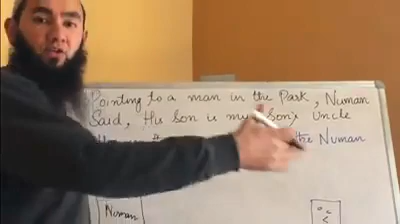 Pointing to a man in the Park, Numan
Said, His Son is my Son's Uncle
the Numan
Numan